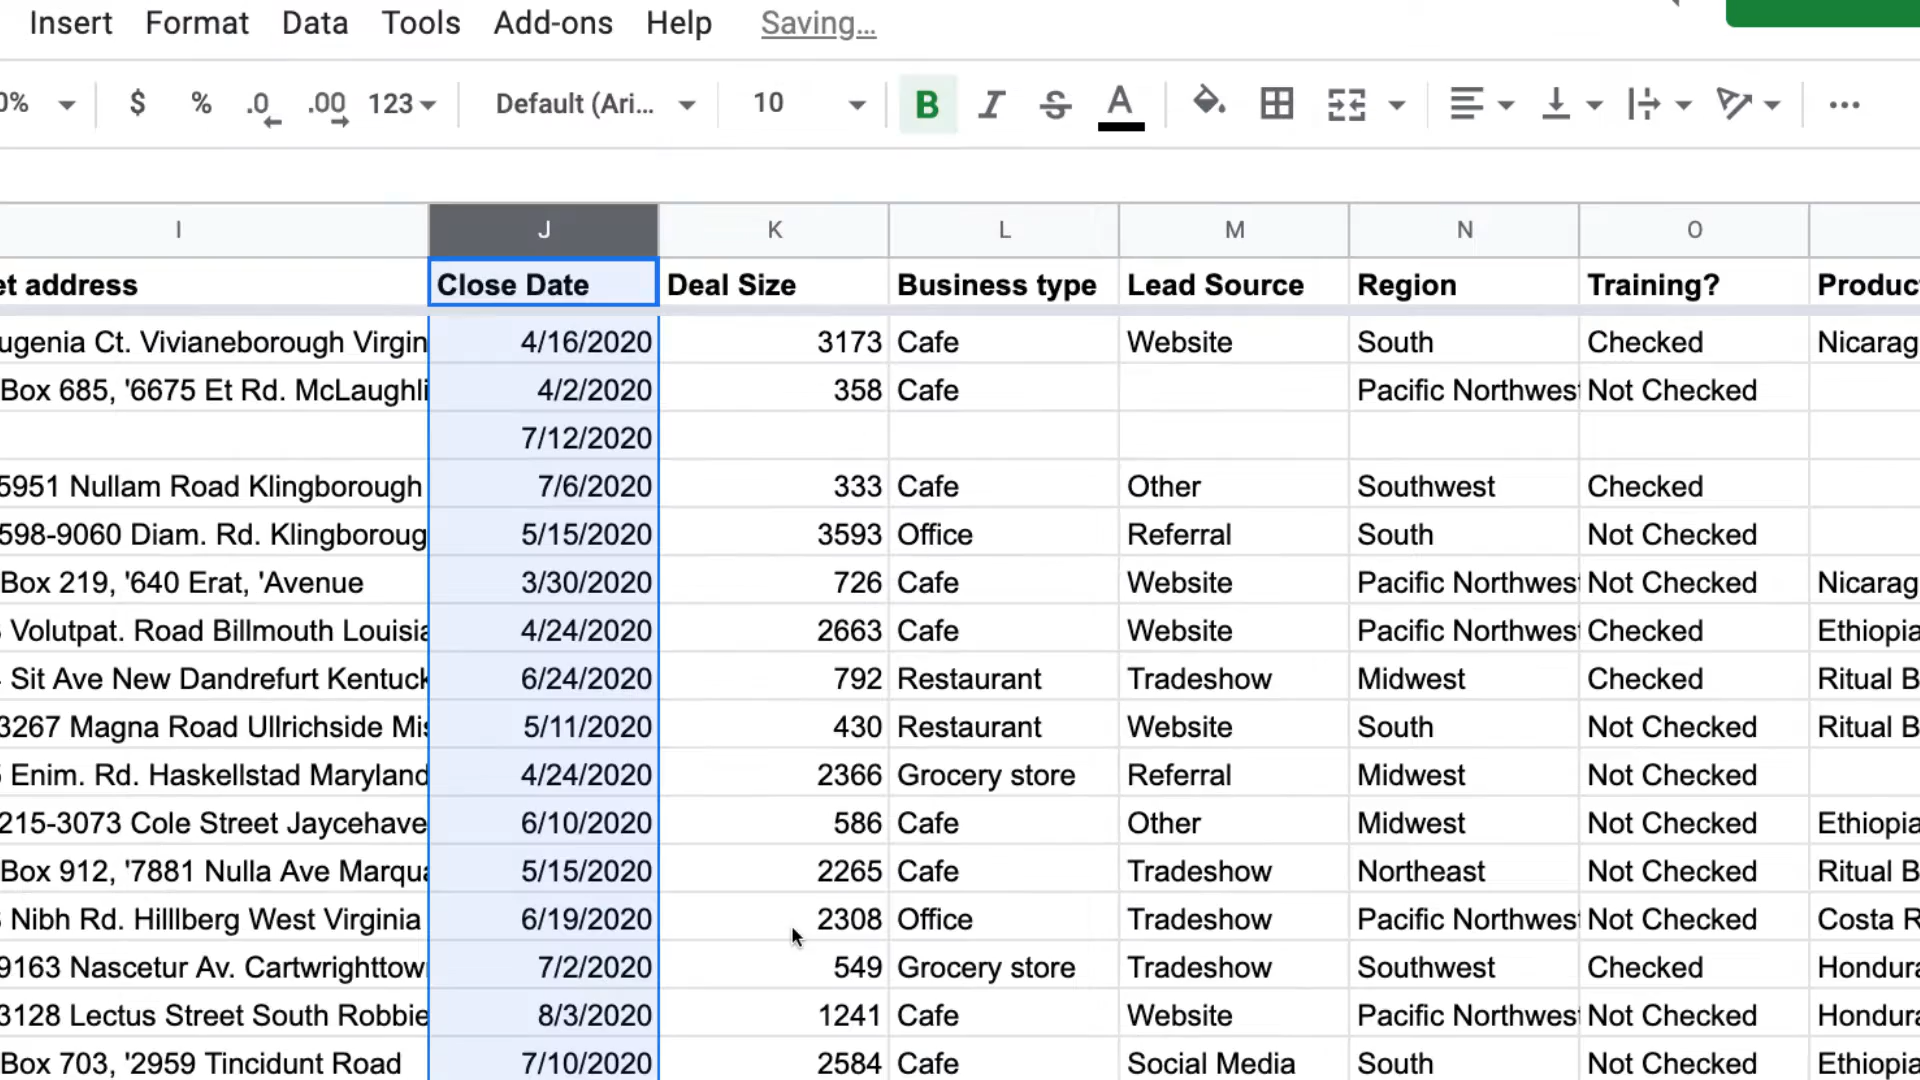 Insert Format Data Tools Add-ons Help Saving...
0% $ % .0 .00 123 Default (Ari... 10 B I S A
I J K L M N O
et address Close Date Deal Size Business type Lead Source Region Training? Produc
ugenia Ct. Vivianeborough Virgin 4/16/2020 3173 Cafe Website South Checked Nicarag
Box 685, '6675 Et Rd. McLaughli 4/2/2020 358 Cafe Pacific Northwest Not Checked
7/12/2020
5951 Nullam Road Klingborough 7/6/2020 333 Cafe Other Southwest Checked
598-9060 Diam. Rd. Klingboroug 5/15/2020 3593 Office Referral South Not Checked
Box 219, '640 Erat, 'Avenue 3/30/2020 726 Cafe Website Pacific Northwest Not Checked Nicarag
Volutpat. Road Billmouth Louisia 4/24/2020 2663 Cafe Website Pacific Northwest Checked Ethiopia
Sit Ave New Dandrefurt Kentuck 6/24/2020 792 Restaurant Tradeshow Midwest Checked Ritual B
3267 Magna Road Ullrichside Mis 5/11/2020 430 Restaurant Website South Not Checked Ritual B
Enim. Rd. Haskellstad Maryland 4/24/2020 2366 Grocery store Referral Midwest Not Checked
215-3073 Cole Street Jaycehave 6/10/2020 586 Cafe Other Midwest Not Checked Ethiopia
Box 912, '7881 Nulla Ave Marqua 5/15/2020 2265 Cafe Tradeshow Northeast Not Checked Ritual B
Nibh Rd. Hilllberg West Virginia 6/19/2020 2308 Office Tradeshow Pacific Northwest Not Checked Costa R
9163 Nascetur Av. Cartwrighttow 7/2/2020 549 Grocery store Tradeshow Southwest Checked Hondura
3128 Lectus Street South Robbie 8/3/2020 1241 Cafe Website Pacific Northwest Not Checked Hondura
Box 703, '2959 Tincidunt Road 7/10/2020 2584 Cafe Social Media South Not Checked Ethiopia